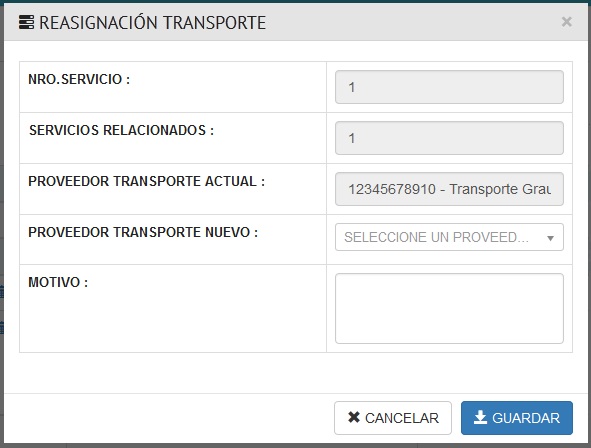 REASIGNACIÓN TRANSPORTE ×
NRO.SERVICIO : 1
SERVICIOS RELACIONADOS : 1
PROVEEDOR TRANSPORTE ACTUAL : 12345678910 - Transporte Grau
PROVEEDOR TRANSPORTE NUEVO : SELECCIONE UN PROVEED...
MOTIVO :
CANCELAR GUARDAR